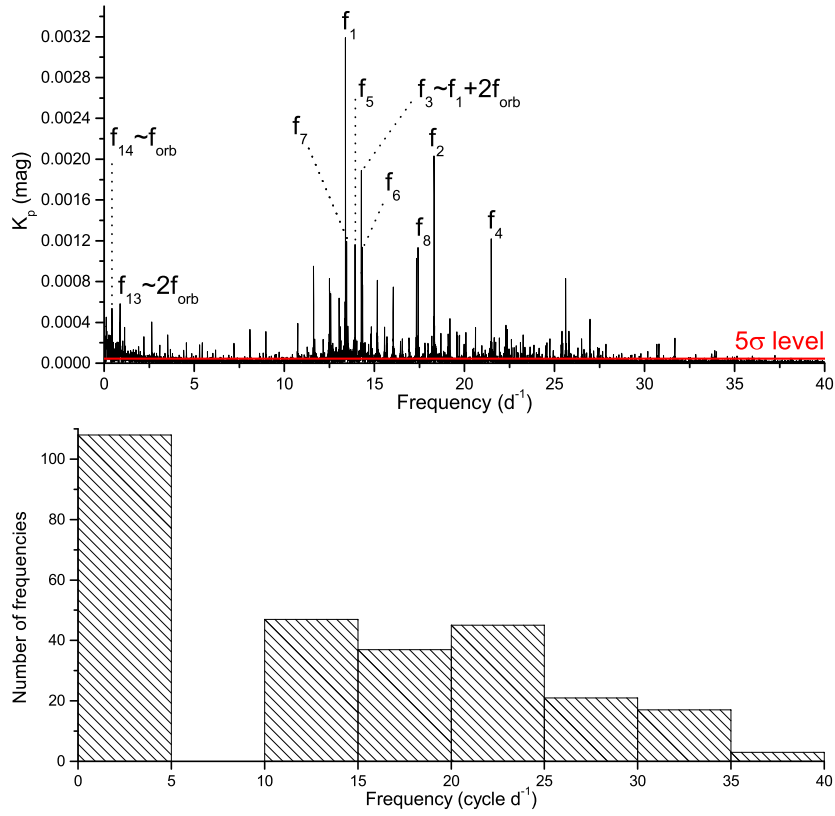 f1
0.0032
0.0028
0.0024
0.0020
0.0016
0.0012
0.0008
0.0004
0.0000
Kp (mag)
f14~forb
f13~2forb
f7
f5
f3~f1+2forb
f2
f6
f8
f4
5σ level
0 5 10 15 20 25 30 35 40
Frequency (d-1)
100
80
60
40
20
0
Number of frequencies
0 5 10 15 20 25 30 35 40
Frequency (cycle d-1)